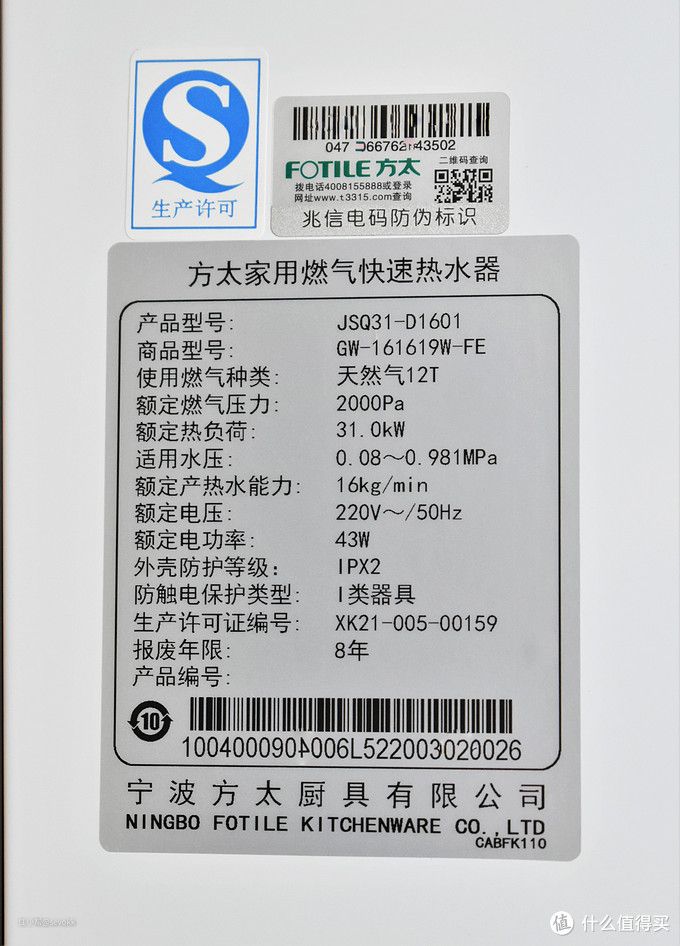 生产许可
047 066762 43502
FOTILE 方太
二维码查询
拨电话4008155888或登录
网址www.t3315.com查询
兆信电码防伪标识
方太家用燃气快速热水器
产品型号: JSQ31-D1601
商品型号: GW-161619W-FE
使用燃气种类: 天然气12T
额定燃气压力: 2000Pa
额定热负荷: 31.0kW
适用水压: 0.08～0.981MPa
额定产热水能力: 16kg/min
额定电压: 220V～/50Hz
额定电功率: 43W
外壳防护等级: IPX2
防触电保护类型: I类器具
生产许可证编号: XK21-005-00159
报废年限: 8年
产品编号:
10
宁波方太厨具有限公司
NINGBO FOTILE KITCHENWARE CO.,LTD
CABFK110
值 什么值得买